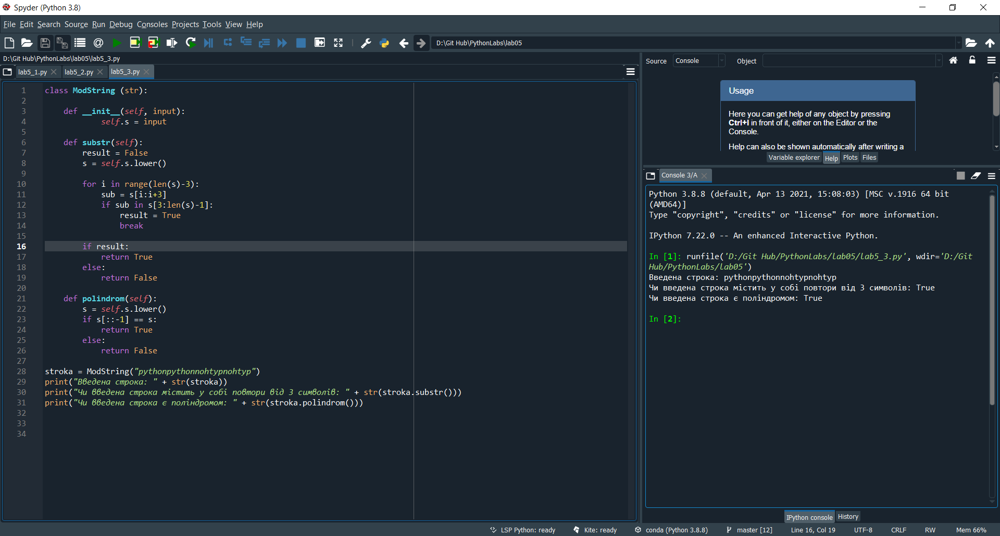 Spyder (Python 3.8)
File Edit Search Source Run Debug Consoles Projects Tools View Help
D:\Git Hub\PythonLabs\lab05
D:\Git Hub\PythonLabs\lab05\lab5_3.py
lab5_1.py lab5_2.py lab5_3.py
1 class ModString (str):
2
3 def __init__(self, input):
4 self.s = input
5
6 def substr(self):
7 result = False
8 s = self.s.lower()
9
10 for i in range(len(s)-3):
11 sub = s[i:i+3]
12 if sub in s[3:len(s)-1]:
13 result = True
14 break
15
16 if result:
17 return True
18 else:
19 return False
20
21 def polindrom(self):
22 s = self.s.lower()
23 if s[::-1] == s:
24 return True
25 else:
26 return False
27
28 stroka = ModString("pythonpythonnohtypnohtyp")
29 print("Введена строка: " + str(stroka))
30 print("Чи введена строка містить у собі повтори від 3 символів: " + str(stroka.substr()))
31 print("Чи введена строка є поліндромом: " + str(stroka.polindrom()))
32
33
34
Source Console Object
Usage
Here you can get help of any object by pressing
Ctrl+I in front of it, either on the Editor or the
Console.
Help can also be shown automatically after writing a
Variable explorer Help Plots Files
Console 3/A
Python 3.8.8 (default, Apr 13 2021, 15:08:03) [MSC v.1916 64 bit
(AMD64)]
Type "copyright", "credits" or "license" for more information.
IPython 7.22.0 -- An enhanced Interactive Python.
In [1]: runfile('D:/Git Hub/PythonLabs/lab05/lab5_3.py', wdir='D:/Git
Hub/PythonLabs/lab05')
Введена строка: pythonpythonnohtypnohtyp
Чи введена строка містить у собі повтори від 3 символів: True
Чи введена строка є поліндромом: True
In [2]:
IPython console History
LSP Python: ready Kite: ready conda (Python 3.8.8) master [12] Line 16, Col 19 UTF-8 CRLF RW Mem 66%